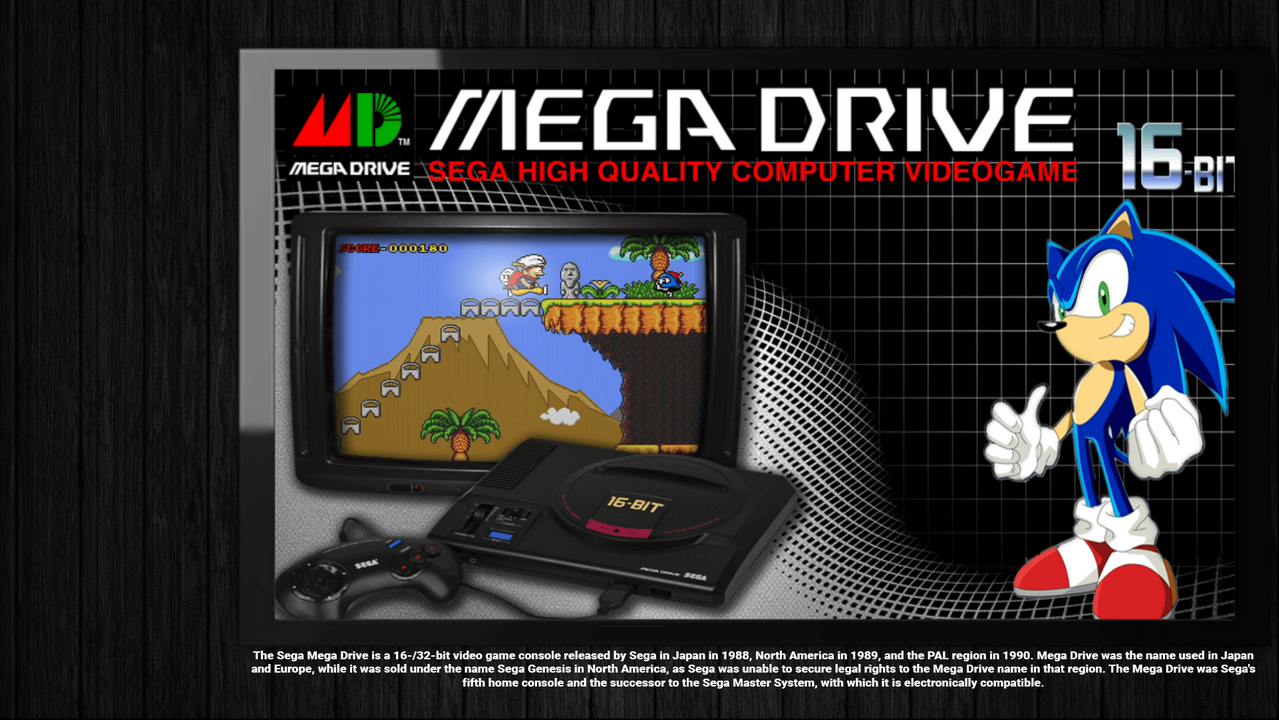 MD™
MEGA DRIVE
MEGA DRIVE
SEGA HIGH QUALITY COMPUTER VIDEOGAME
16-BIT
SCORE-000180
16-BIT
SEGA
MEGA DRIVE SEGA
The Sega Mega Drive is a 16-/32-bit video game console released by Sega in Japan in 1988, North America in 1989, and the PAL region in 1990. Mega Drive was the name used in Japan
and Europe, while it was sold under the name Sega Genesis in North America, as Sega was unable to secure legal rights to the Mega Drive name in that region. The Mega Drive was Sega's
fifth home console and the successor to the Sega Master System, with which it is electronically compatible.